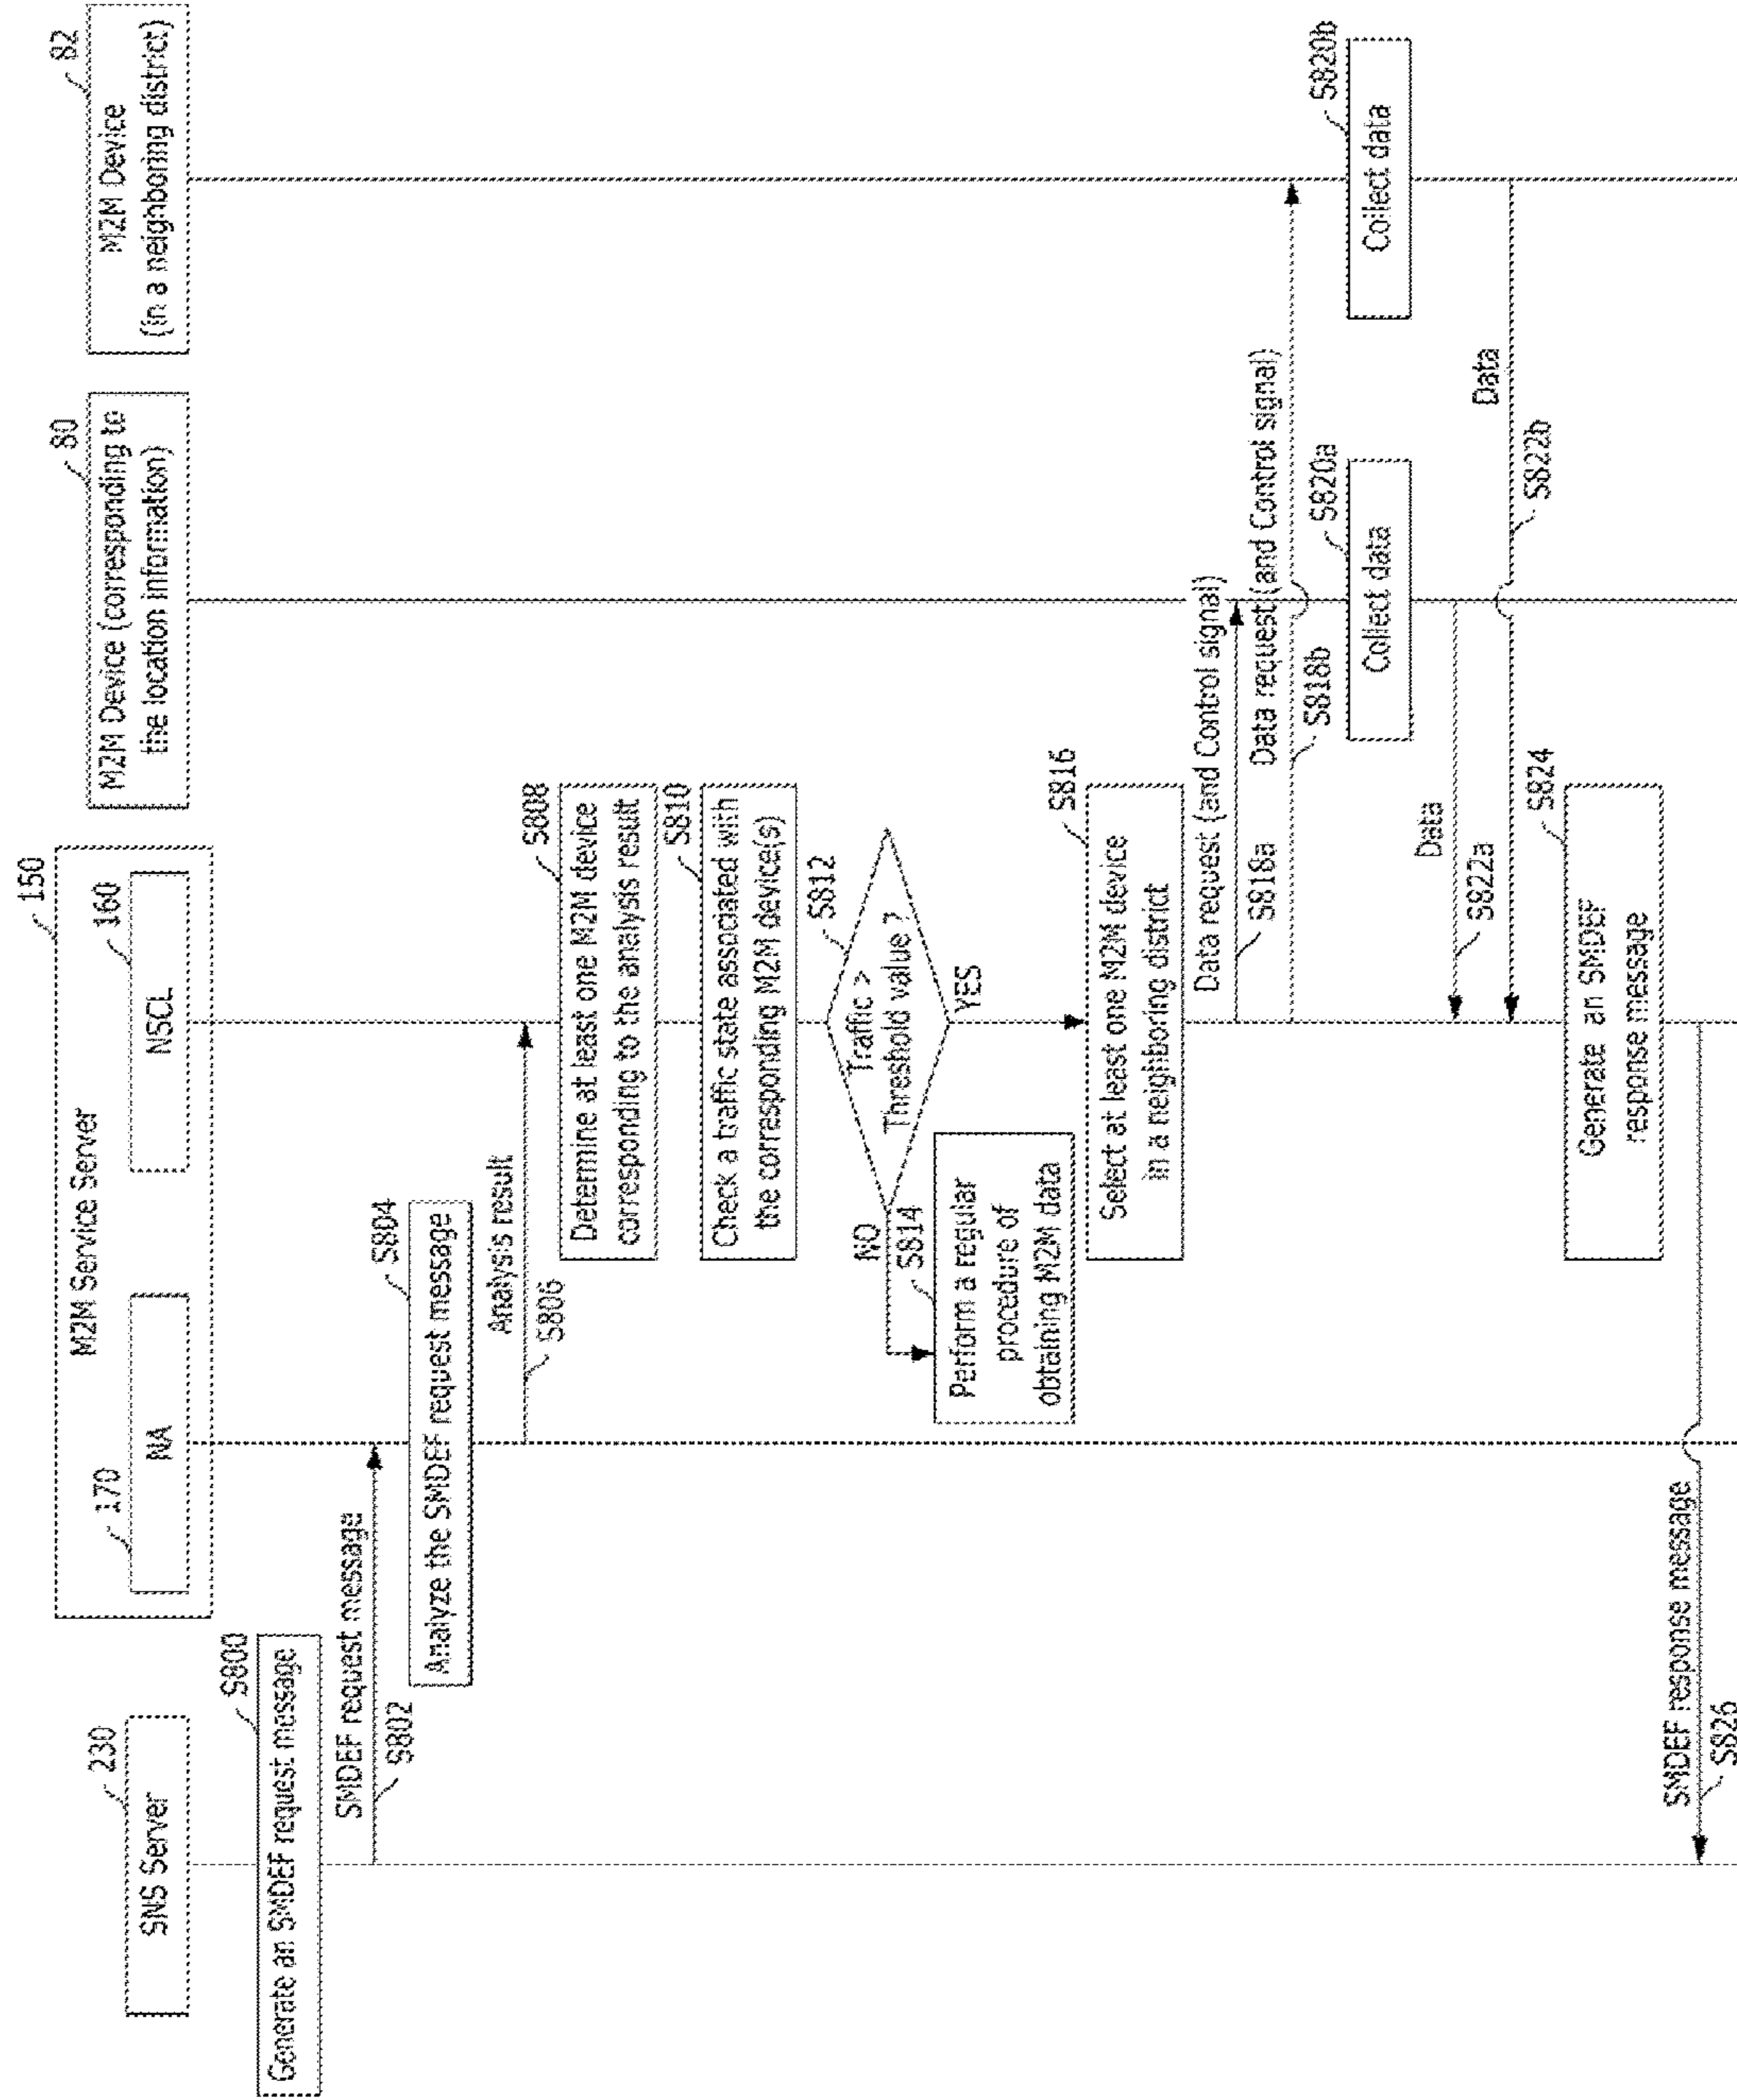 SNS Server
230
M2M Service Server
150
NA
170
NSCL
160
M2M Device (corresponding to
the location information)
80
M2M Device
(in a neighboring district)
82
Generate an SMDEF request message
S800
SMDEF request message
S802
Analyze the SMDEF request message
S804
Analysis result
S806
Determine at least one M2M device
corresponding to the analysis result
S808
Check a traffic state associated with
the corresponding M2M device(s)
S810
Traffic >
Threshold value ?
S812
NO
YES
S814
Perform a regular
procedure of
obtaining M2M data
Select at least one M2M device
in a neighboring district
S816
Data request (and Control signal)
S818a
Data request (and Control signal)
S818b
Collect data
S820a
Collect data
S820b
Data
S822a
Data
S822b
Generate an SMDEF
response message
S824
SMDEF response message
S826